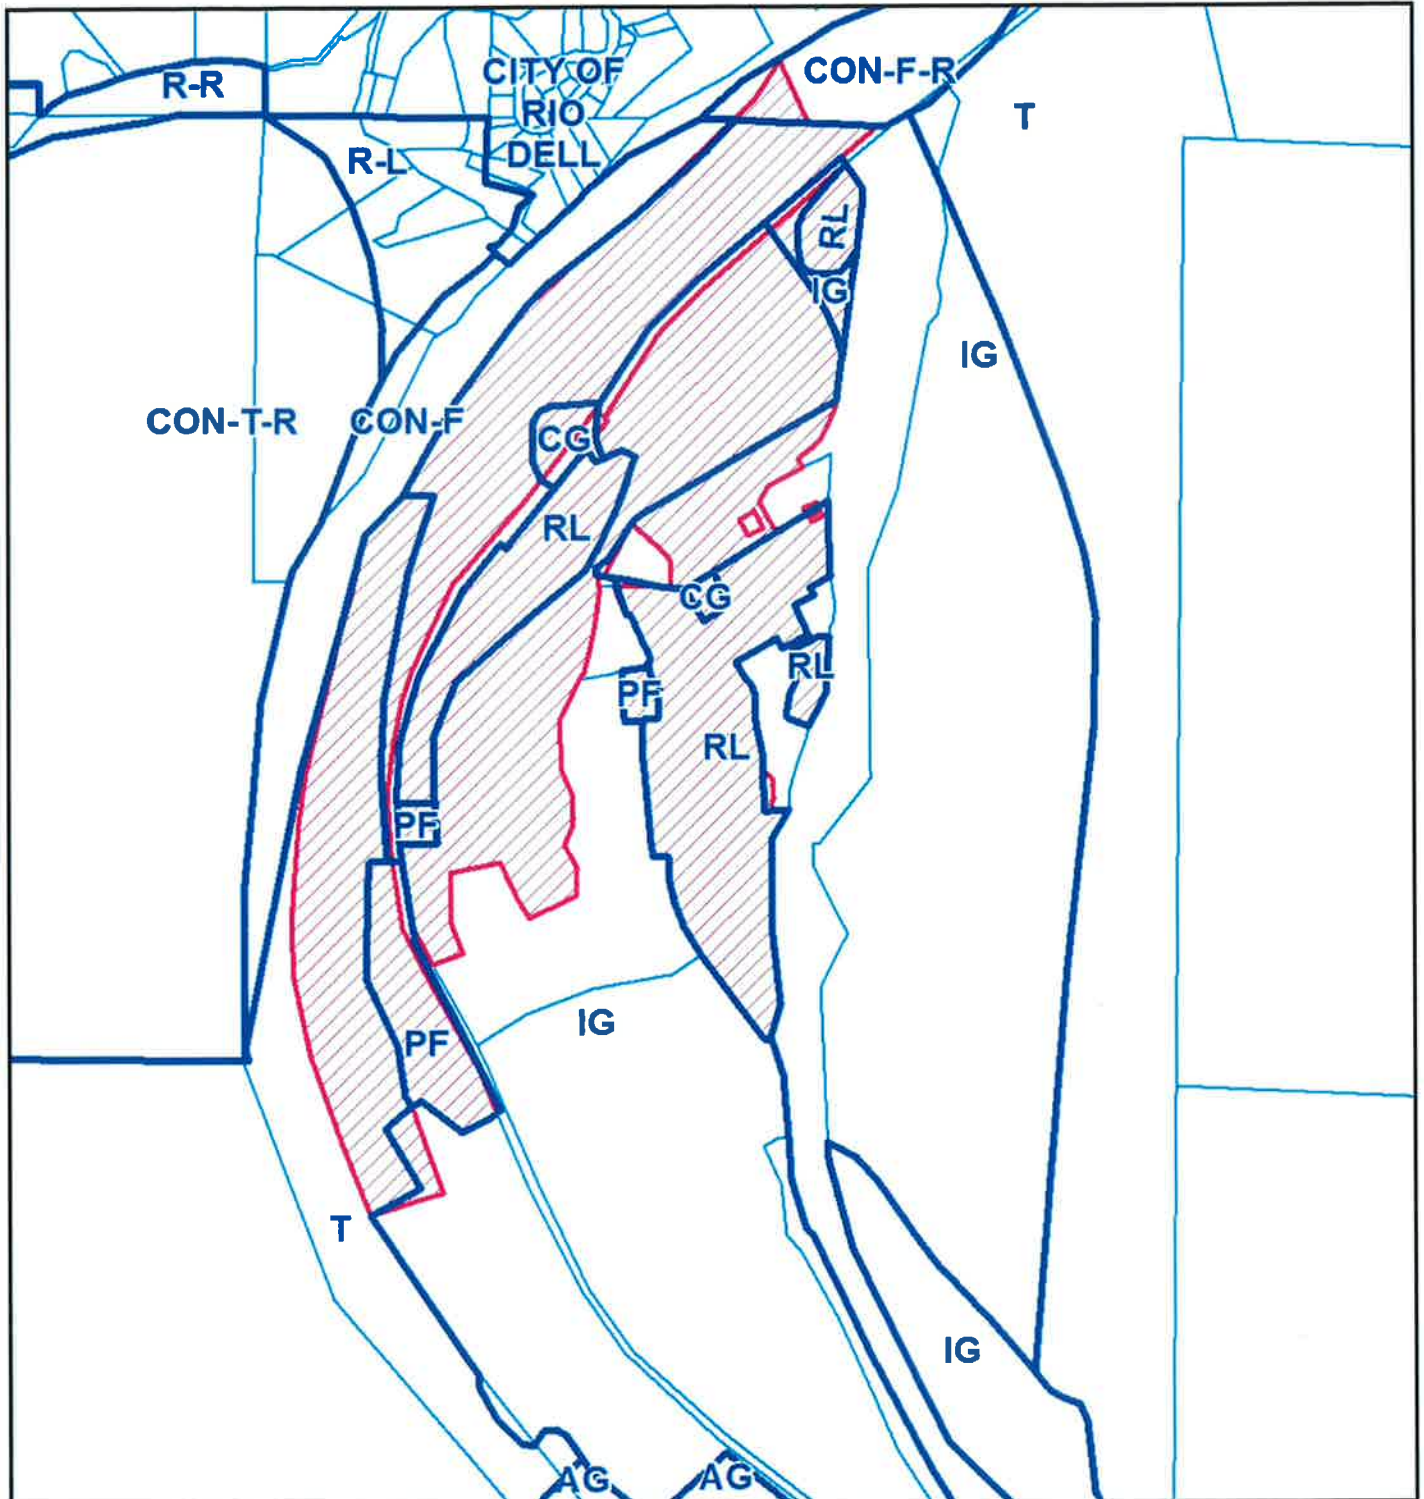 R-R
CITY OF
RIO
DELL
CON-F-R
T
R-L
RL
IG
IG
CON-T-R
CON-F
CG
RL
CG
RL
PF
RL
PF
IG
PF
T
IG
AG
AG